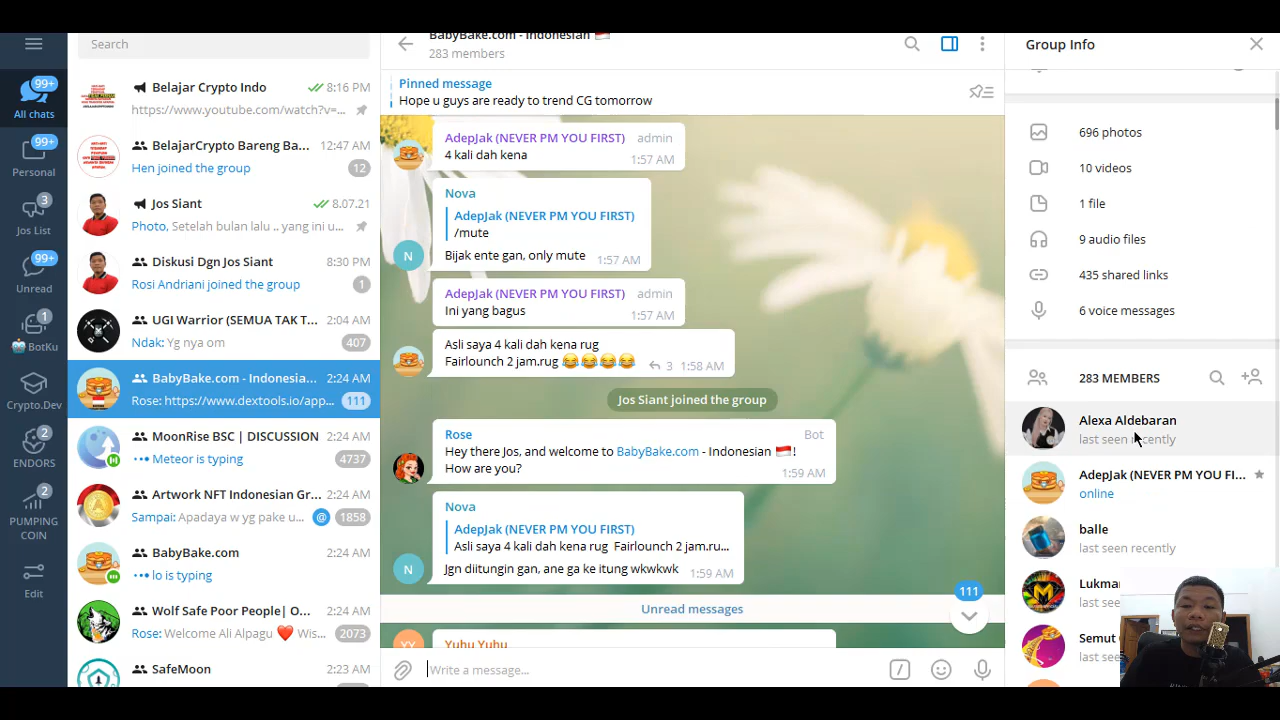 99+
All chats
99+
Personal
3
Jos List
99+
Unread
1
BotKu
Crypto.Dev
2
ENDORS
2
PUMPING
COIN
Edit
Search
Belajar Crypto Indo
8:16 PM
https://www.youtube.com/watch?v=...
BelajarCrypto Bareng Ba...
12:47 AM
Hen joined the group
12
Jos Siant
8.07.21
Photo, Setelah bulan lalu .. yang ini u...
Diskusi Dgn Jos Siant
8:30 PM
Rosi Andriani joined the group
1
UGI Warrior (SEMUA TAK T...
2:04 AM
Ndak: Yg nya om
407
BabyBake.com - Indonesia...
2:24 AM
Rose: https://www.dextools.io/app...
111
MoonRise BSC | DISCUSSION
2:24 AM
Meteor is typing
4737
Artwork NFT Indonesian Gr...
2:24 AM
Sampai: Apadaya w yg pake u...
@
1858
BabyBake.com
2:24 AM
lo is typing
Wolf Safe Poor People| O...
2:24 AM
Rose: Welcome Ali Alpagu ❤️ Wis...
2073
SafeMoon
2:23 AM
BabyBake.com - Indonesian 🇮🇩
283 members
Pinned message
Hope u guys are ready to trend CG tomorrow
AdepJak (NEVER PM YOU FIRST) admin
4 kali dah kena
1:57 AM
Nova
AdepJak (NEVER PM YOU FIRST)
/mute
Bijak ente gan, only mute
1:57 AM
N
AdepJak (NEVER PM YOU FIRST) admin
Ini yang bagus
1:57 AM
Asli saya 4 kali dah kena rug
Fairlounch 2 jam.rug 😂😂😂😂
3 1:58 AM
Jos Siant joined the group
Rose Bot
Hey there Jos, and welcome to BabyBake.com - Indonesian 🇮🇩!
How are you?
1:59 AM
Nova
AdepJak (NEVER PM YOU FIRST)
Asli saya 4 kali dah kena rug Fairlounch 2 jam.ru...
Jgn diitungin gan, ane ga ke itung wkwkwk
1:59 AM
N
111
Unread messages
Yuhu Yuhu
YY
Write a message...
Group Info
696 photos
10 videos
1 file
9 audio files
435 shared links
6 voice messages
283 MEMBERS
Alexa Aldebaran
last seen recently
AdepJak (NEVER PM YOU FI...
online
balle
last seen recently
Lukma
last see
Semut
last see